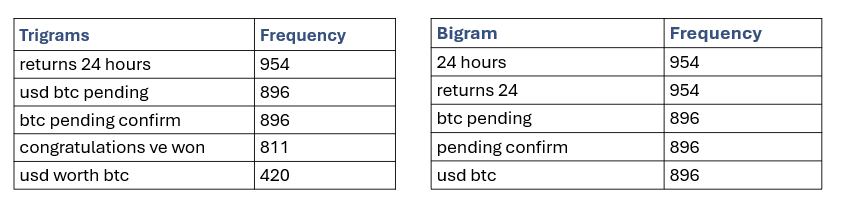 Trigrams Frequency
returns 24 hours 954
usd btc pending 896
btc pending confirm 896
congratulations ve won 811
usd worth btc 420
Bigram Frequency
24 hours 954
returns 24 954
btc pending 896
pending confirm 896
usd btc 896